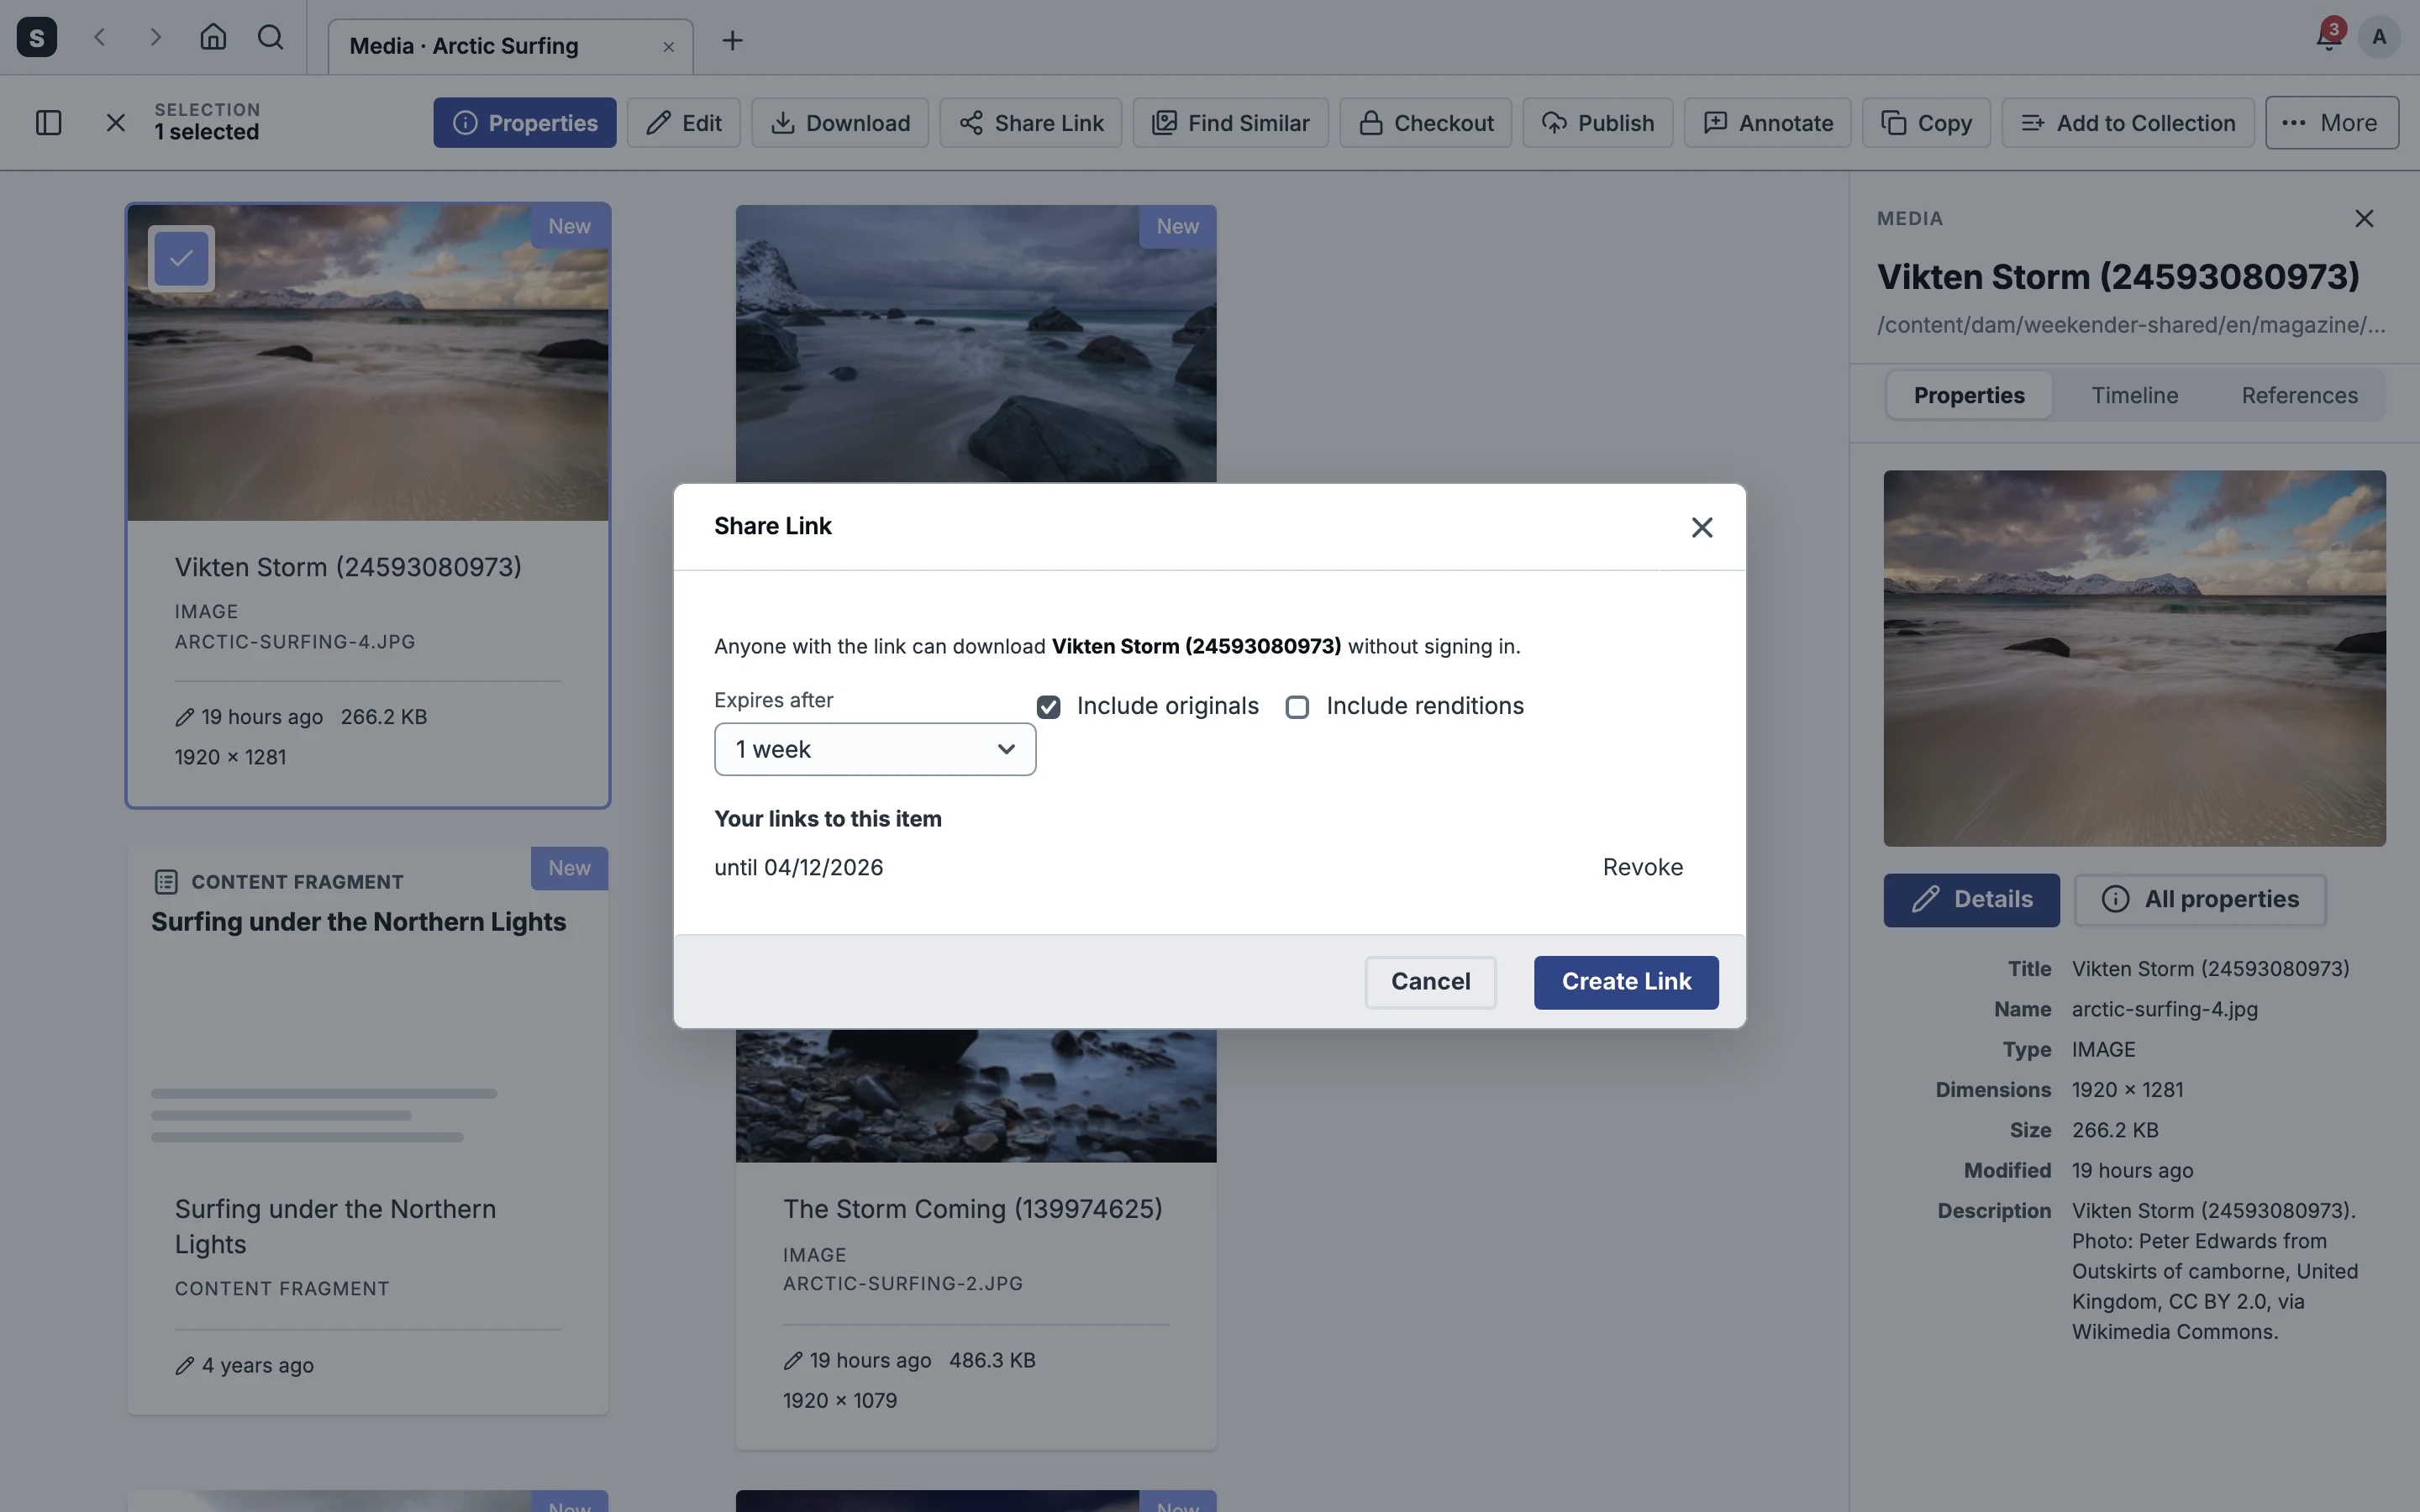 S
Media · Arctic Surfing
3
A
SELECTION
1 selected
Properties
Edit
Download
Share Link
Find Similar
Checkout
Publish
Annotate
Copy
Add to Collection
More
New
Vikten Storm (24593080973)
IMAGE
ARCTIC-SURFING-4.JPG
19 hours ago 266.2 KB
1920 × 1281
New
Share Link
Anyone with the link can download Vikten Storm (24593080973) without signing in.
Expires after
Include originals
Include renditions
1 week
Your links to this item
until 04/12/2026
Revoke
Cancel
Create Link
New
CONTENT FRAGMENT
Surfing under the Northern Lights
Surfing under the Northern
Lights
CONTENT FRAGMENT
4 years ago
The Storm Coming (139974625)
IMAGE
ARCTIC-SURFING-2.JPG
19 hours ago 486.3 KB
1920 × 1079
New
New
MEDIA
Vikten Storm (24593080973)
/content/dam/weekender-shared/en/magazine/...
Properties
Timeline
References
Details
All properties
Title Vikten Storm (24593080973)
Name arctic-surfing-4.jpg
Type IMAGE
Dimensions 1920 × 1281
Size 266.2 KB
Modified 19 hours ago
Description Vikten Storm (24593080973).
Photo: Peter Edwards from
Outskirts of camborne, United
Kingdom, CC BY 2.0, via
Wikimedia Commons.